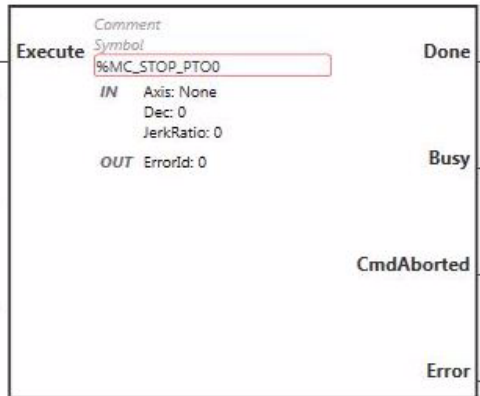 Comment
Execute Symbol Done
%MC_STOP_PTO0
IN Axis: None
Dec: 0
JerkRatio: 0
OUT ErrorId: 0 Busy
CmdAborted
Error